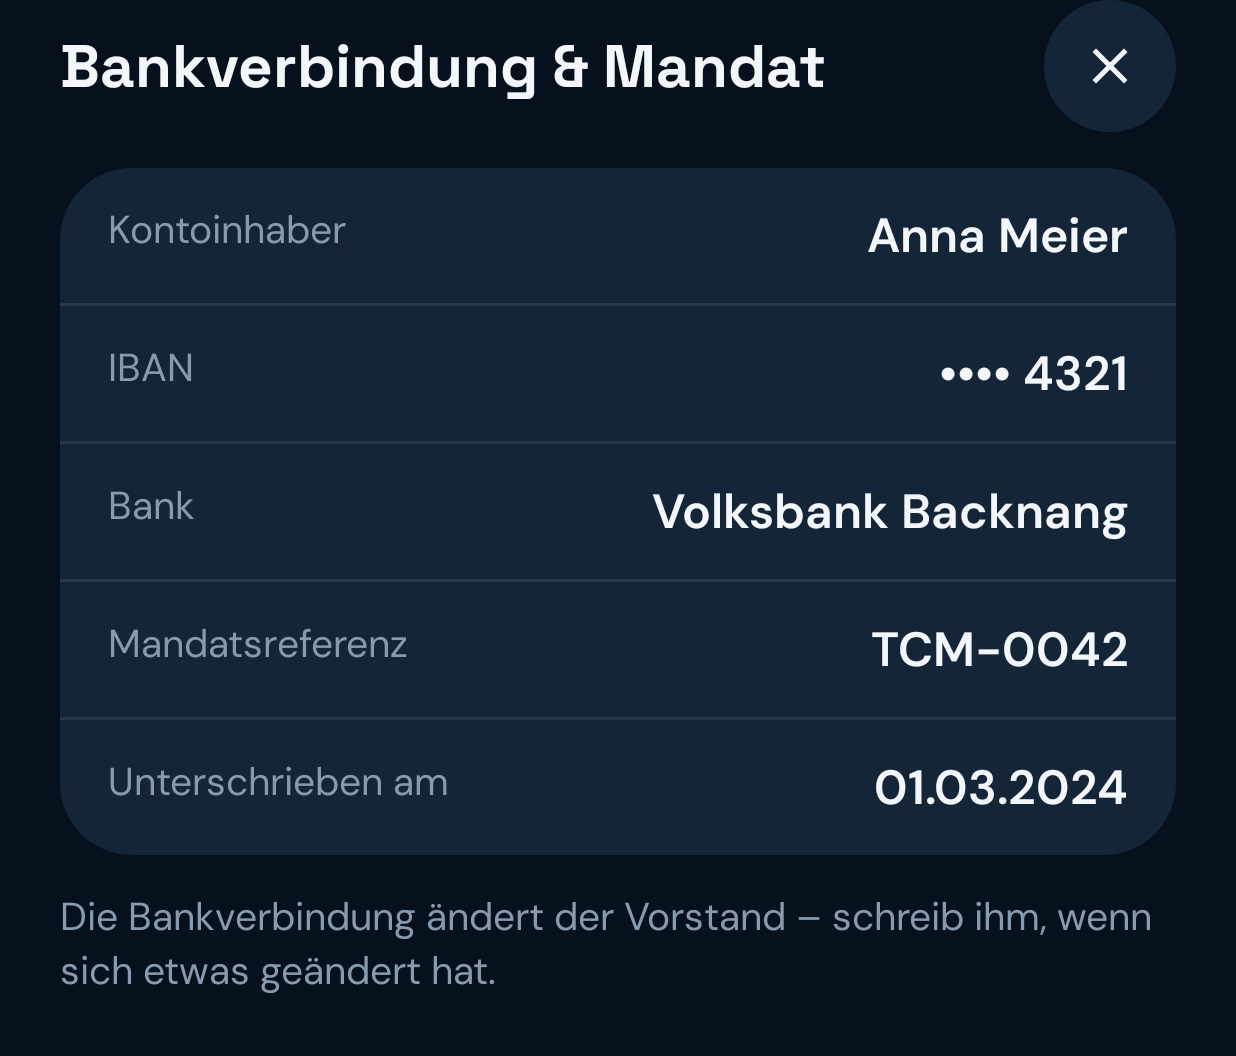 Bankverbindung & Mandat
Kontoinhaber Anna Meier
IBAN •••• 4321
Bank Volksbank Backnang
Mandatsreferenz TCM-0042
Unterschrieben am 01.03.2024
Die Bankverbindung ändert der Vorstand – schreib ihm, wenn
sich etwas geändert hat.